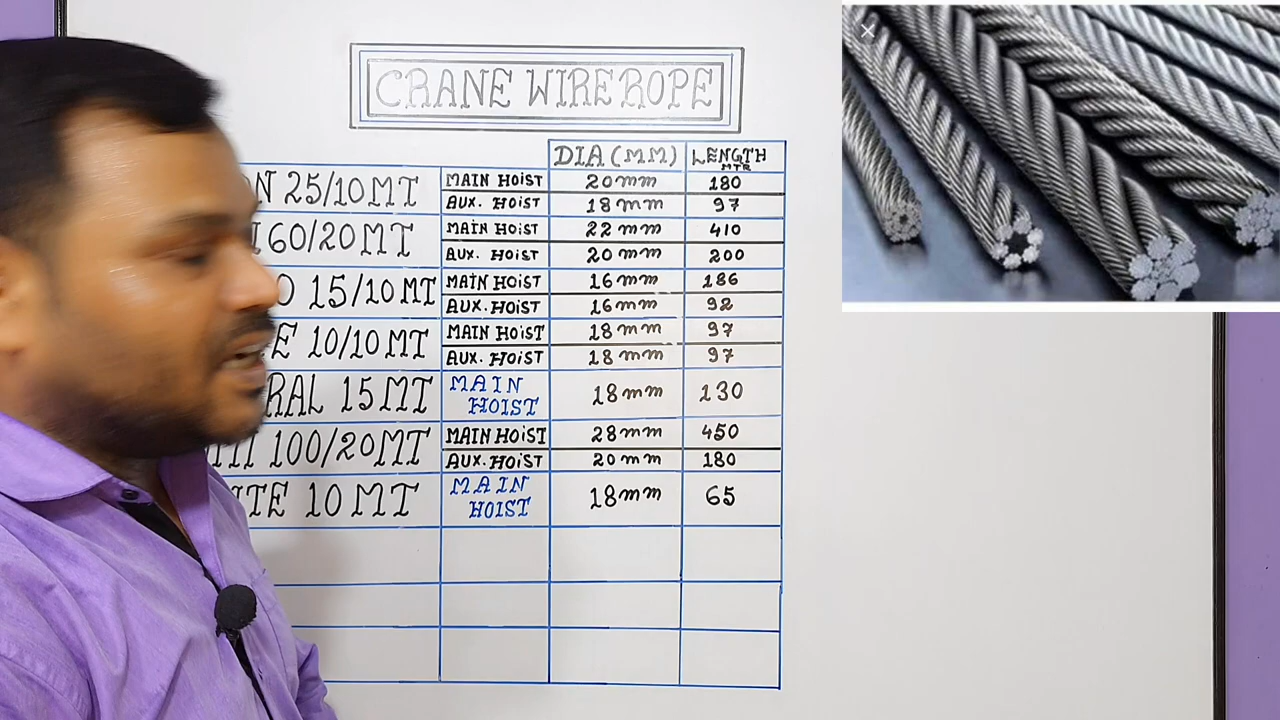 CRANE WIRE ROPE
DIA (MM) LENGTH
MTR
N 25/10 MT MAIN HOIST 20mm 180
AUX. HOIST 18mm 97
60/20 MT MAIN HOIST 22mm 410
AUX. HOIST 20mm 200
O 15/10 MT MAIN HOIST 16mm 186
AUX. HOIST 16mm 92
E 10/10 MT MAIN HOIST 18mm 97
AUX. HOIST 18mm 97
RAL 15 MT MAIN HOIST 18mm 130
100/20 MT MAIN HOIST 28mm 450
AUX. HOIST 20mm 180
ITE 10 MT MAIN HOIST 18mm 65